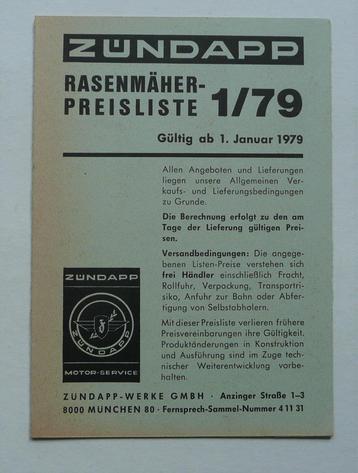 ZÜNDAPP
RASENMÄHER-
PREISLISTE 1/79
Gültig ab 1. Januar 1979
Allen Angeboten und Lieferungen
liegen unsere Allgemeinen Ver-
kaufs- und Lieferungsbedingungen
zu Grunde.
Die Berechnung erfolgt zu den am
Tage der Lieferung gültigen Prei-
sen.
Versandbedingungen: Die angege-
benen Listen-Preise verstehen sich
frei Händler einschließlich Fracht,
Rollfuhr, Verpackung, Transportri-
siko, Anfuhr zur Bahn oder Abfer-
tigung von Selbstabholern.
Mit dieser Preisliste verlieren frühere
Preisvereinbarungen ihre Gültigkeit.
Produktänderungen in Konstruktion
und Ausführung sind im Zuge tech-
nischer Weiterentwicklung vorbe-
halten.
ZÜNDAPP
ZÜNDAPP
MOTOR-SERVICE
ZÜNDAPP-WERKE GMBH · Anzinger Straße 1–3
8000 MÜNCHEN 80 · Fernsprech-Sammel-Nummer 4 11 31